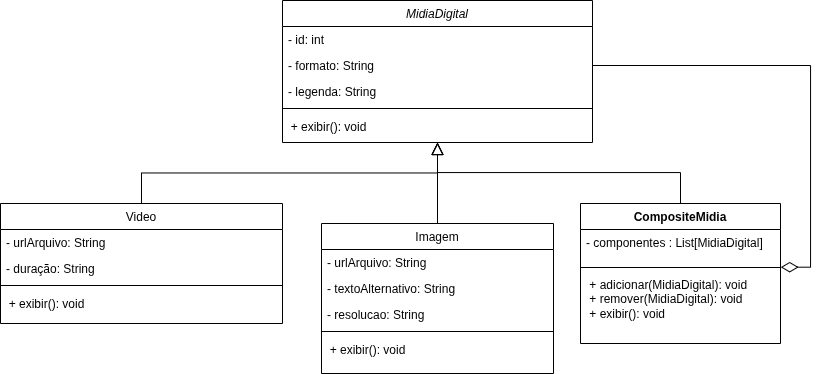 MidiaDigital
- id: int
- formato: String
- legenda: String
+ exibir(): void
Video
- urlArquivo: String
- duração: String
+ exibir(): void
Imagem
- urlArquivo: String
- textoAlternativo: String
- resolucao: String
+ exibir(): void
CompositeMidia
- componentes : List[MidiaDigital]
+ adicionar(MidiaDigital): void
+ remover(MidiaDigital): void
+ exibir(): void